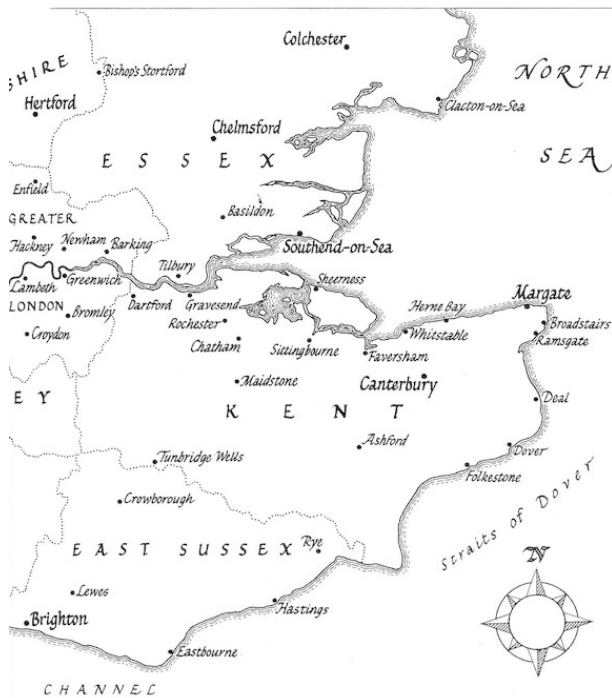 Colchester
NORTH
SHIRE
Bishop's Stortford
Hertford
Clacton-on-Sea
Chelmsford
ESSEX
SEA
Enfield
Basildon
GREATER
Hackney
Newham
Barking
Southend-on-Sea
Tilbury
Lambeth
Greenwich
Sheerness
LONDON
Bromley
Dartford
Gravesend
Herne Bay
Margate
Rochester
Broadstairs
Croydon
Whitstable
Ramsgate
Chatham
Sittingbourne
Faversham
Maidstone
Canterbury
EY
Deal
KENT
Ashford
Dover
Tunbridge Wells
Folkestone
Crowborough
Straits of Dover
EAST SUSSEX
Rye
N
Lewes
Hastings
Brighton
Eastbourne
CHANNEL